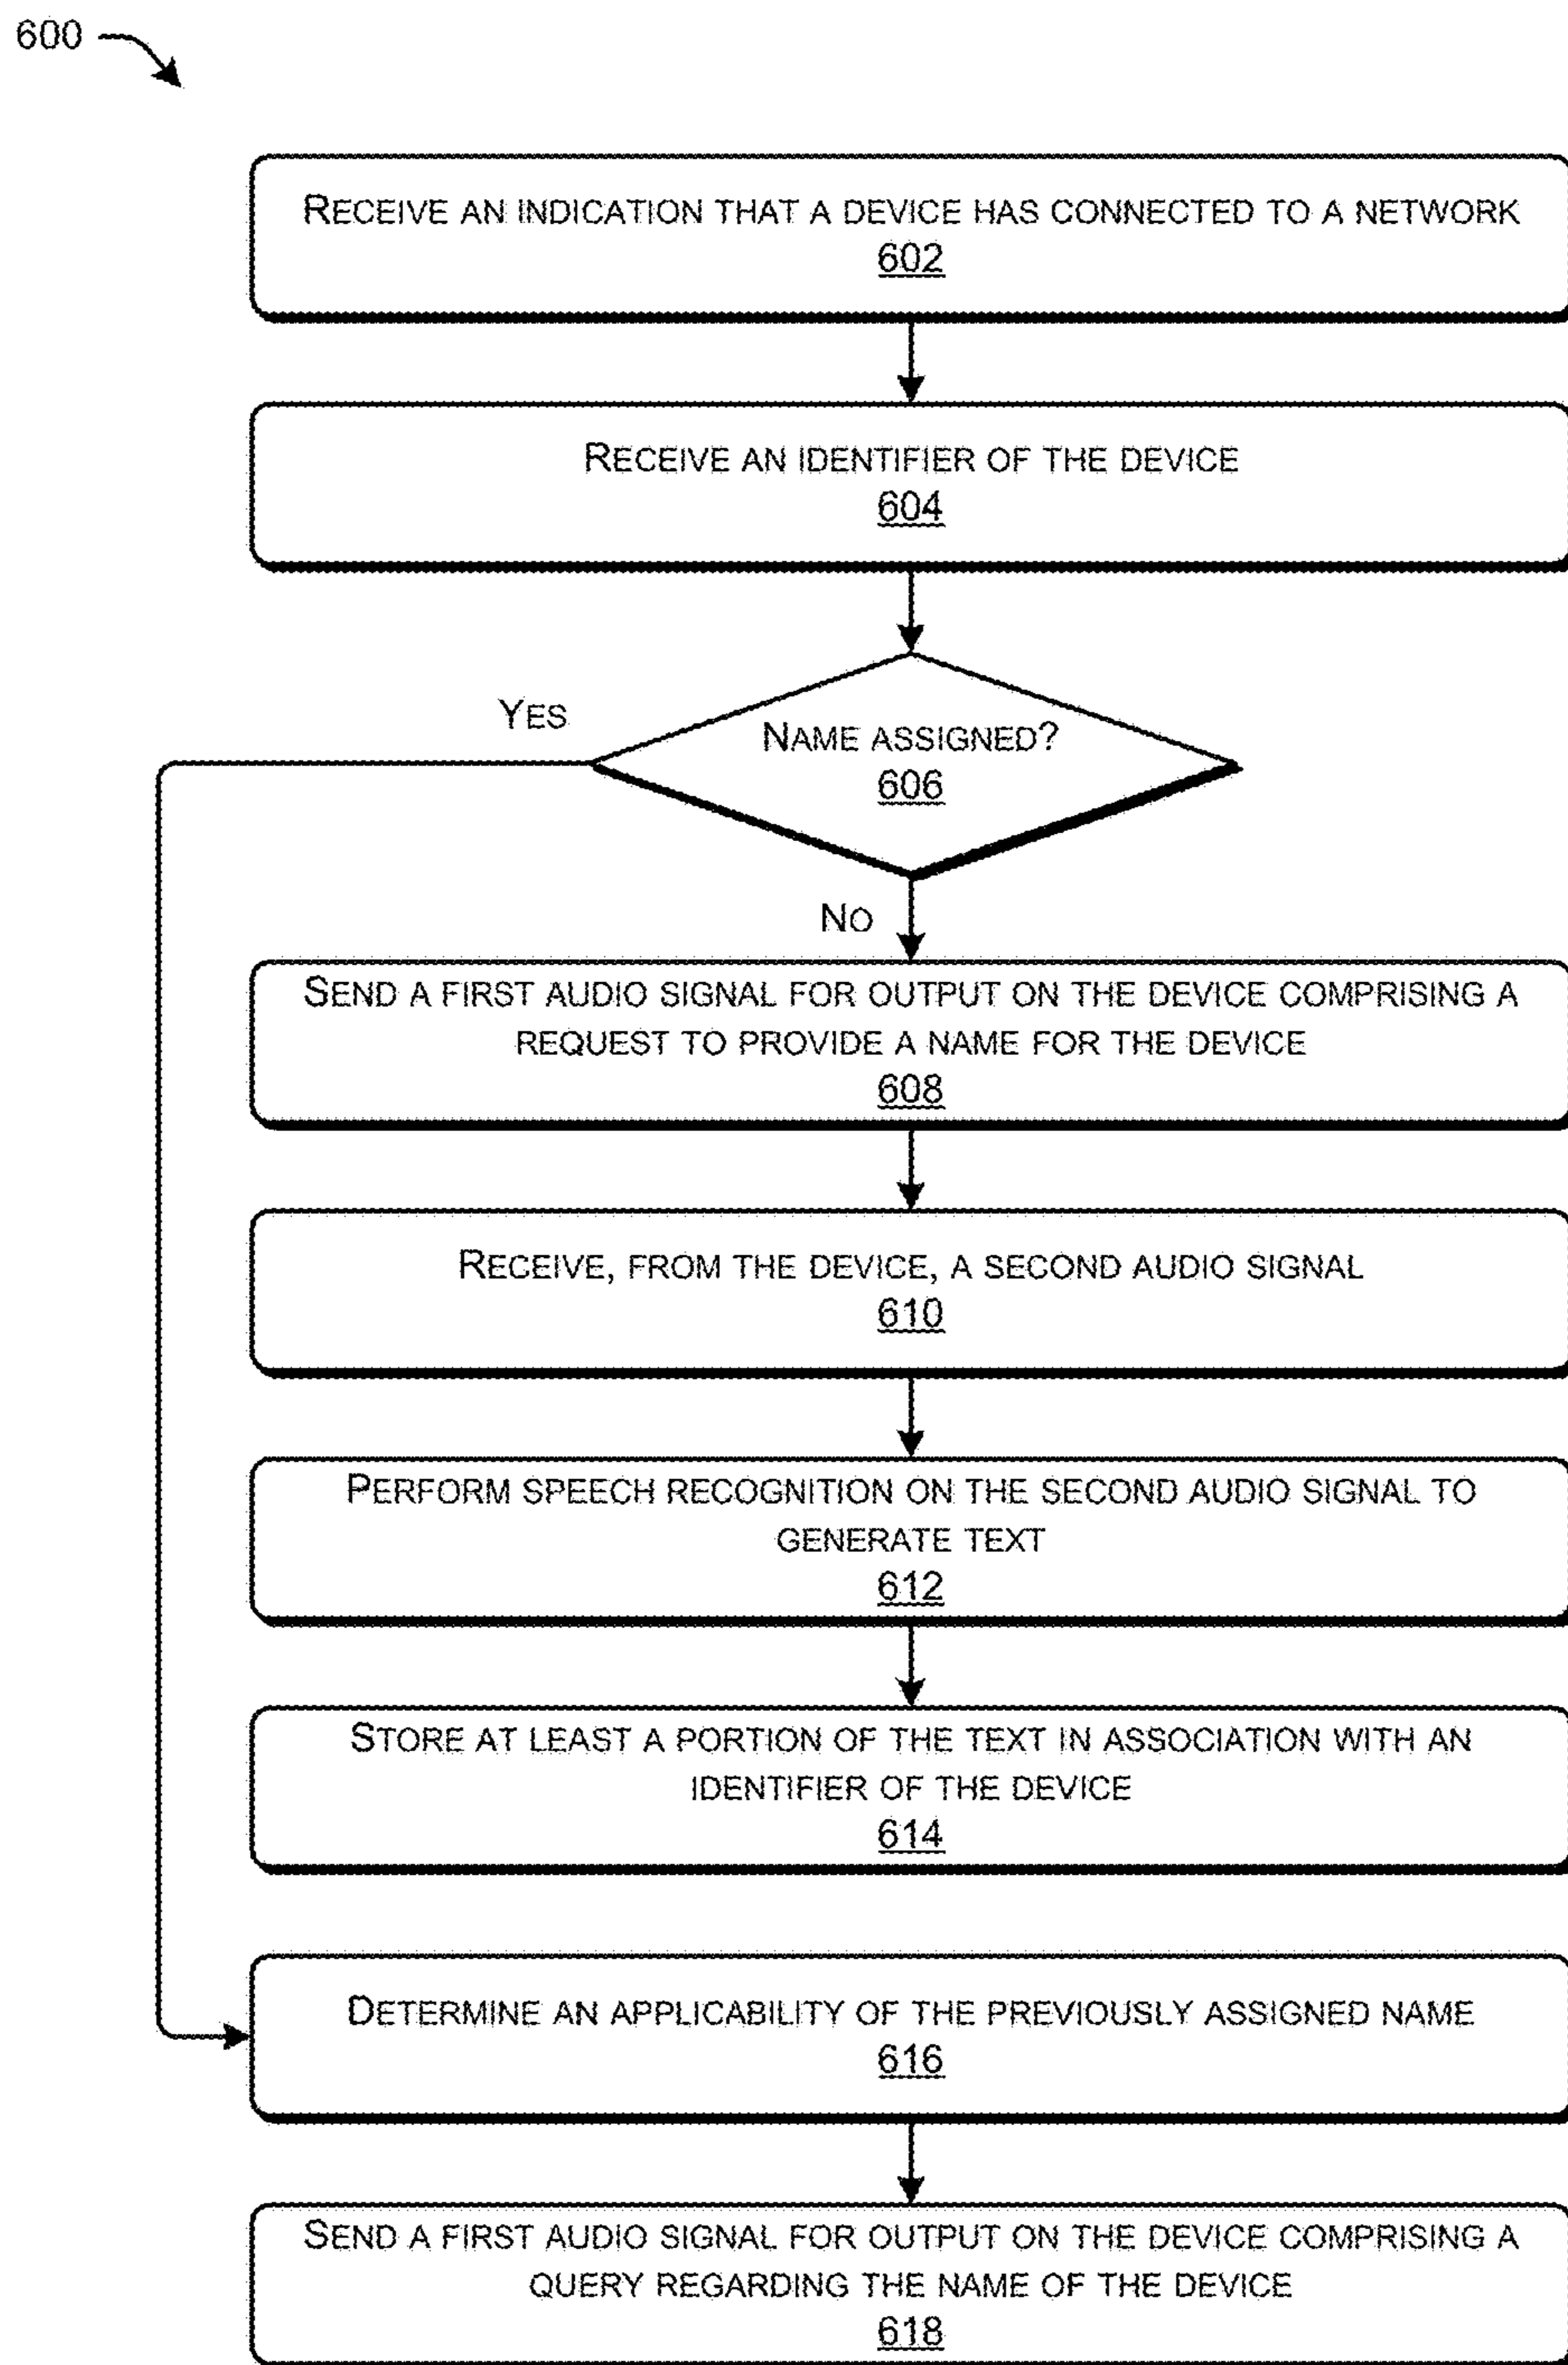 600
RECEIVE AN INDICATION THAT A DEVICE HAS CONNECTED TO A NETWORK
602
RECEIVE AN IDENTIFIER OF THE DEVICE
604
YES
NAME ASSIGNED?
606
NO
SEND A FIRST AUDIO SIGNAL FOR OUTPUT ON THE DEVICE COMPRISING A
REQUEST TO PROVIDE A NAME FOR THE DEVICE
608
RECEIVE, FROM THE DEVICE, A SECOND AUDIO SIGNAL
610
PERFORM SPEECH RECOGNITION ON THE SECOND AUDIO SIGNAL TO
GENERATE TEXT
612
STORE AT LEAST A PORTION OF THE TEXT IN ASSOCIATION WITH AN
IDENTIFIER OF THE DEVICE
614
DETERMINE AN APPLICABILITY OF THE PREVIOUSLY ASSIGNED NAME
616
SEND A FIRST AUDIO SIGNAL FOR OUTPUT ON THE DEVICE COMPRISING A
QUERY REGARDING THE NAME OF THE DEVICE
618